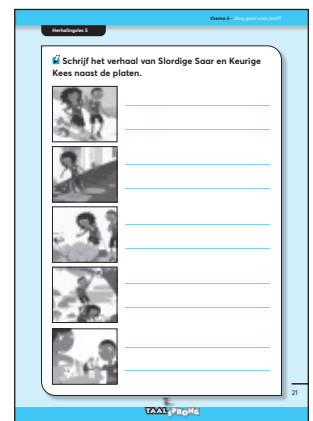 thema 6 - Zorg goed voor jezelf!
Herhalingsles 5
Schrijf het verhaal van Slordige Saar en Keurige
Kees naast de platen.
21
TAALSPRONG